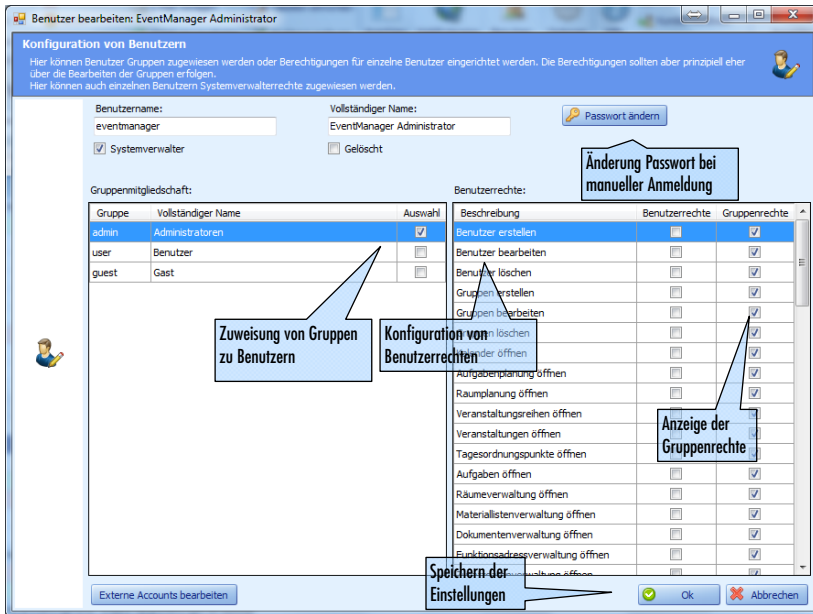 Benutzer bearbeiten: EventManager Administrator
Konfiguration von Benutzern
Hier können Benutzer Gruppen zugewiesen werden oder Berechtigungen für einzelne Benutzer eingerichtet werden. Die Berechtigungen sollten aber prinzipiell eher
über die Bearbeiten der Gruppen erfolgen.
Hier können auch einzelnen Benutzern Systemverwalterrechte zugewiesen werden.
Benutzername: Vollständiger Name:
eventmanager EventManager Administrator
Passwort ändern
Systemverwalter Gelöscht
Änderung Passwort bei
manueller Anmeldung
Gruppenmitgliedschaft: Benutzerrechte:
Gruppe Vollständiger Name Auswahl
admin Administratoren
user Benutzer
guest Gast
Beschreibung Benutzerrechte Gruppenrechte
Benutzer erstellen
Benutzer bearbeiten
Benutzer löschen
Gruppen erstellen
Gruppen bearbeiten
Gruppen löschen
Kalender öffnen
Aufgabenplanung öffnen
Raumplanung öffnen
Veranstaltungsreihen öffnen
Veranstaltungen öffnen
Tagesordnungspunkte öffnen
Aufgaben öffnen
Räumeverwaltung öffnen
Materiallistenverwaltung öffnen
Dokumentenverwaltung öffnen
Funktionsadressverwaltung öffnen
Zuweisung von Gruppen
zu Benutzern
Konfiguration von
Benutzerrechten
Anzeige der
Gruppenrechte
Speichern der
Einstellungen
Externe Accounts bearbeiten Ok Abbrechen